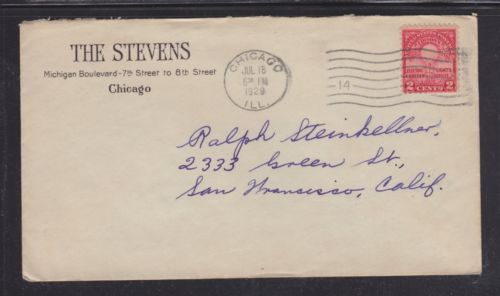 THE STEVENS
Michigan Boulevard-7th Street to 8th Street
Chicago
CHICAGO
JUL 18
PM
1929
ILL.
14
2 CENTS 2
Ralph Steinkellner,
2333 Green St.,
San Francisco, Calif.